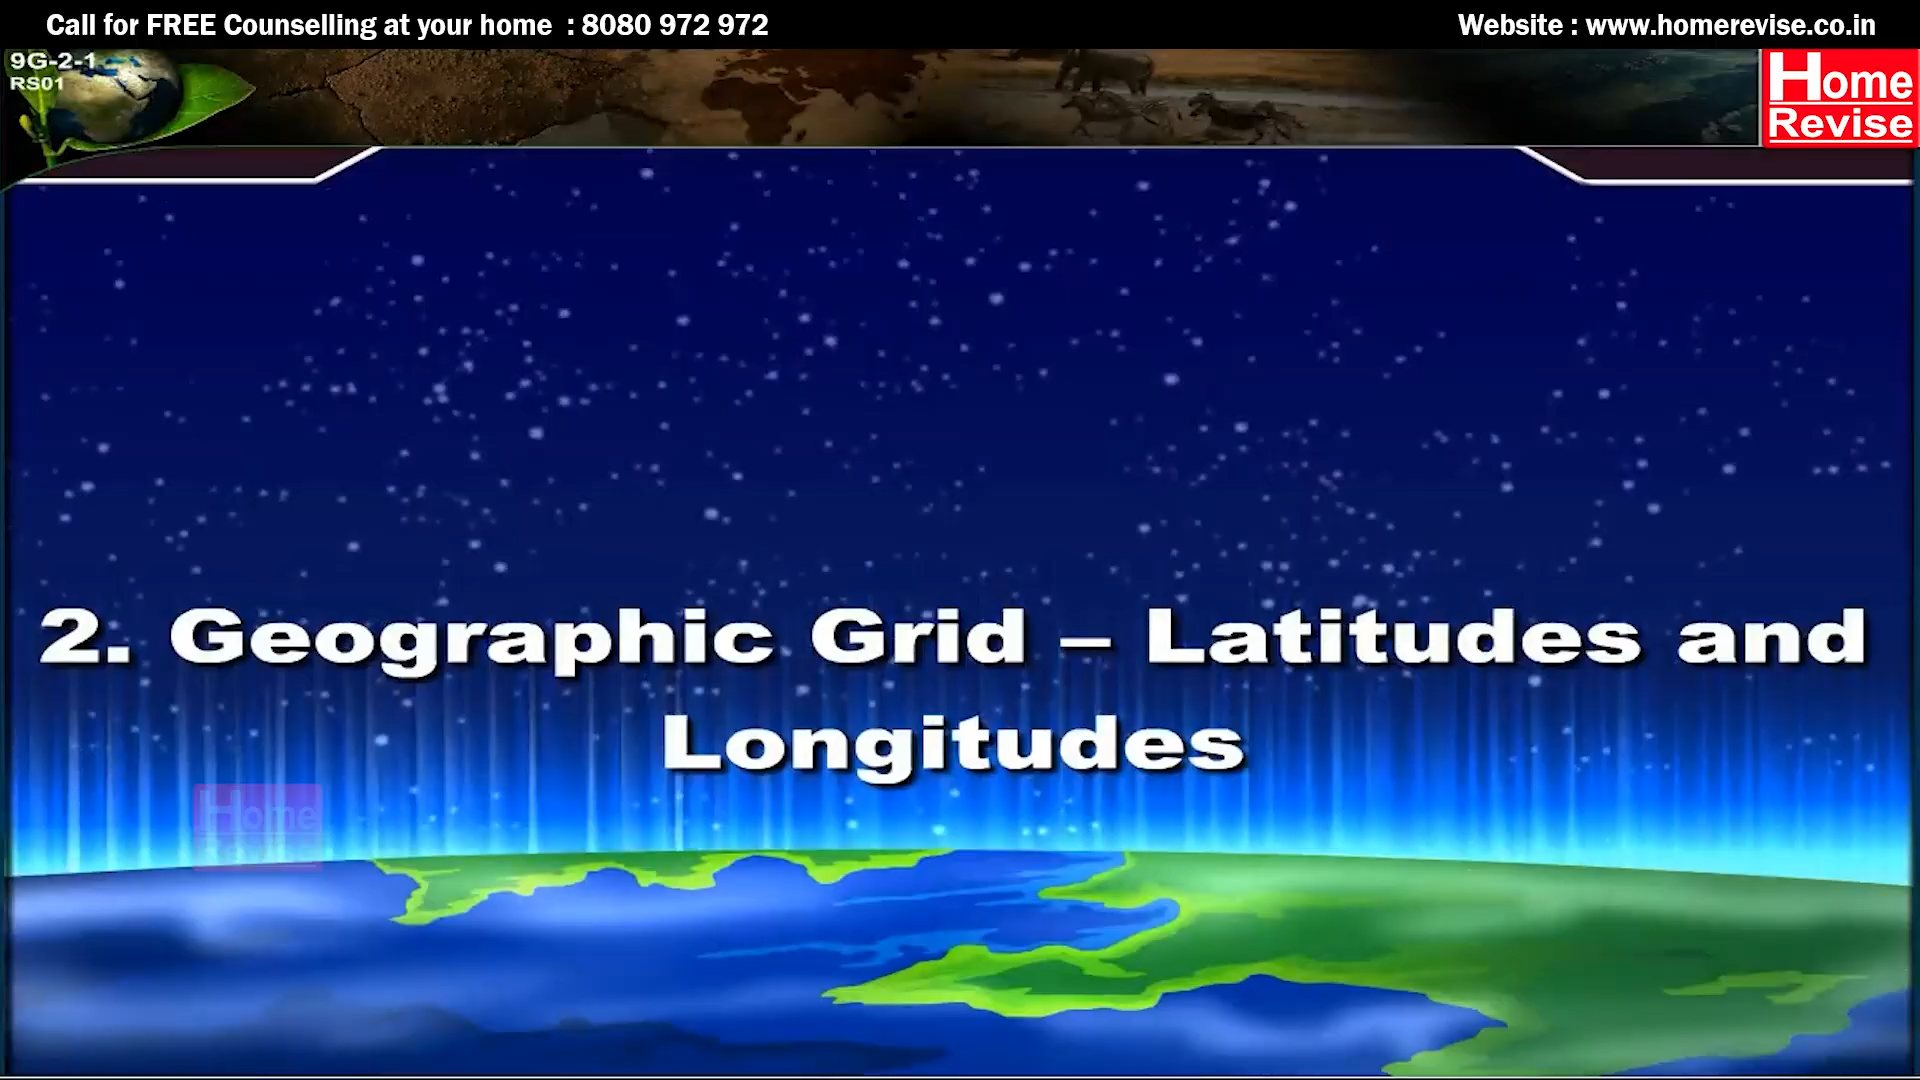 Call for FREE Counselling at your home : 8080 972 972
Website : www.homerevise.co.in
9G-2-1
RS01
Home
Revise
2. Geographic Grid – Latitudes and
Longitudes
Home